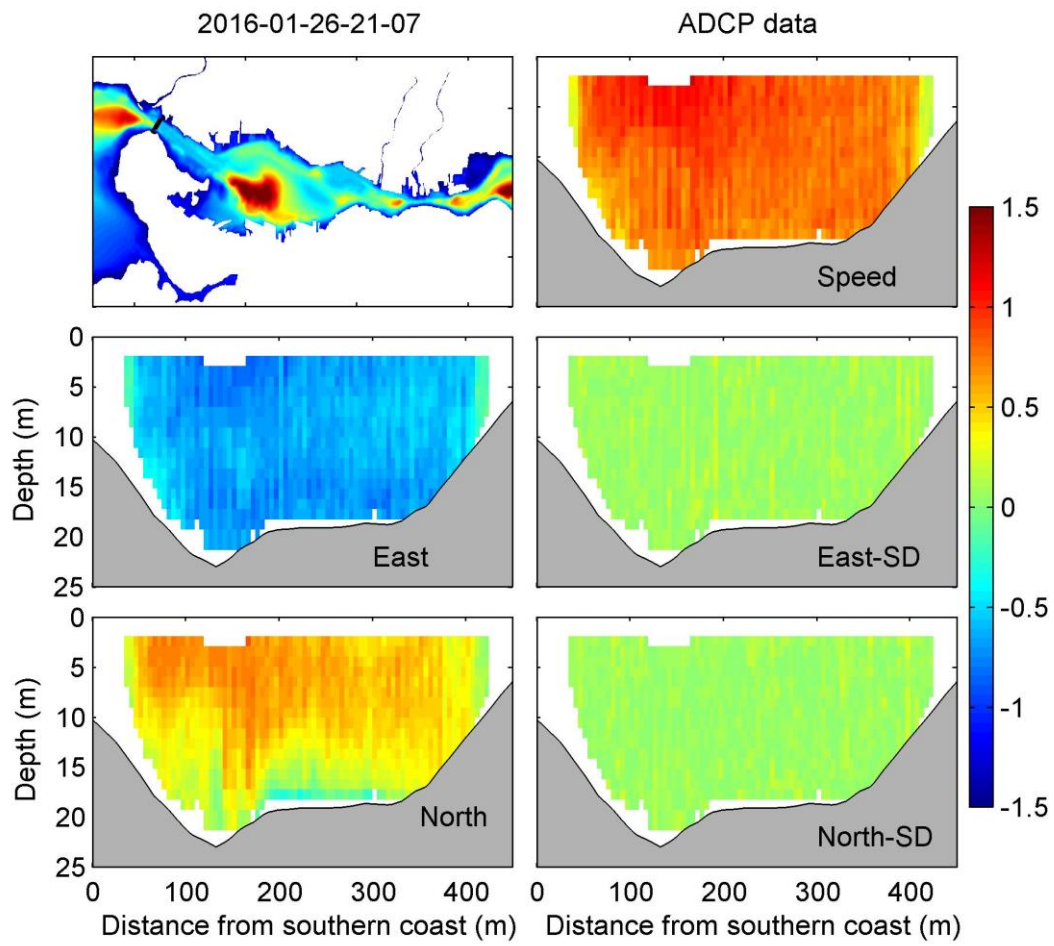 2016-01-26-21-07
ADCP data
Speed
1.5
1
0.5
0
-0.5
-1
-1.5
0
5
10
15
20
25
Depth (m)
East
East-SD
0
5
10
15
20
25
Depth (m)
North
North-SD
0 100 200 300 400
Distance from southern coast (m)
0 100 200 300 400
Distance from southern coast (m)